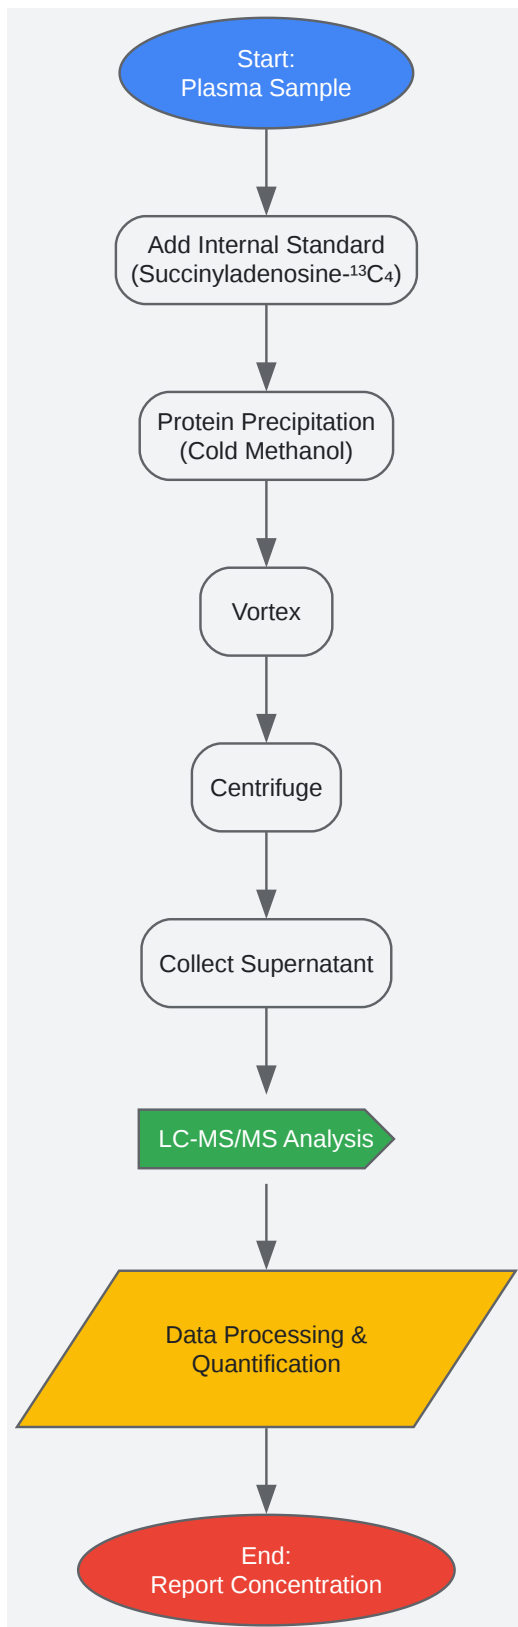 Start:
Plasma Sample
Add Internal Standard
(Succinyladenosine-¹³C₄)
Protein Precipitation
(Cold Methanol)
Vortex
Centrifuge
Collect Supernatant
LC-MS/MS Analysis
Data Processing &
Quantification
End:
Report Concentration